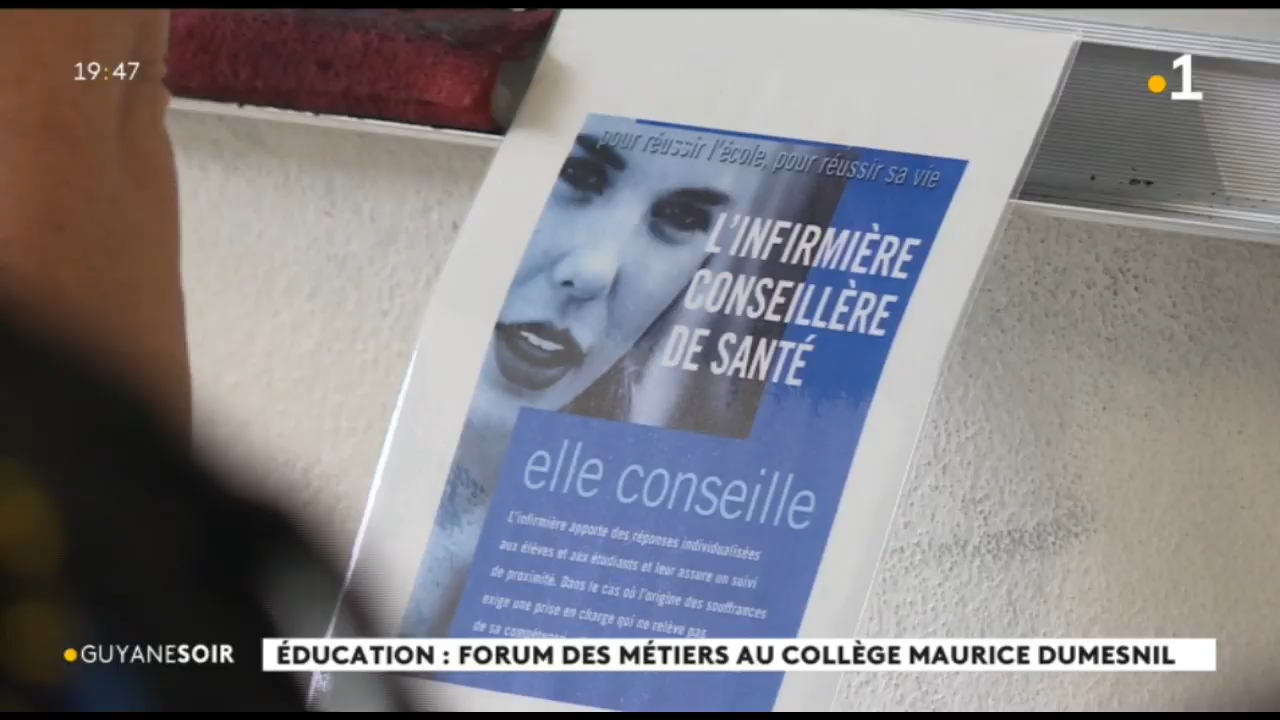 19:47
1
pour réussir l'école, pour réussir sa vie
L'INFIRMIÈRE
CONSEILLÈRE
DE SANTÉ
elle conseille
L'infirmière apporte des réponses individualisées
aux élèves et aux étudiants et leur assure un suivi
de proximité. Dans le cas où l'origine des souffrances
exige une prise en charge qui ne relève pas
de sa
GUYANESOIR
ÉDUCATION : FORUM DES MÉTIERS AU COLLÈGE MAURICE DUMESNIL